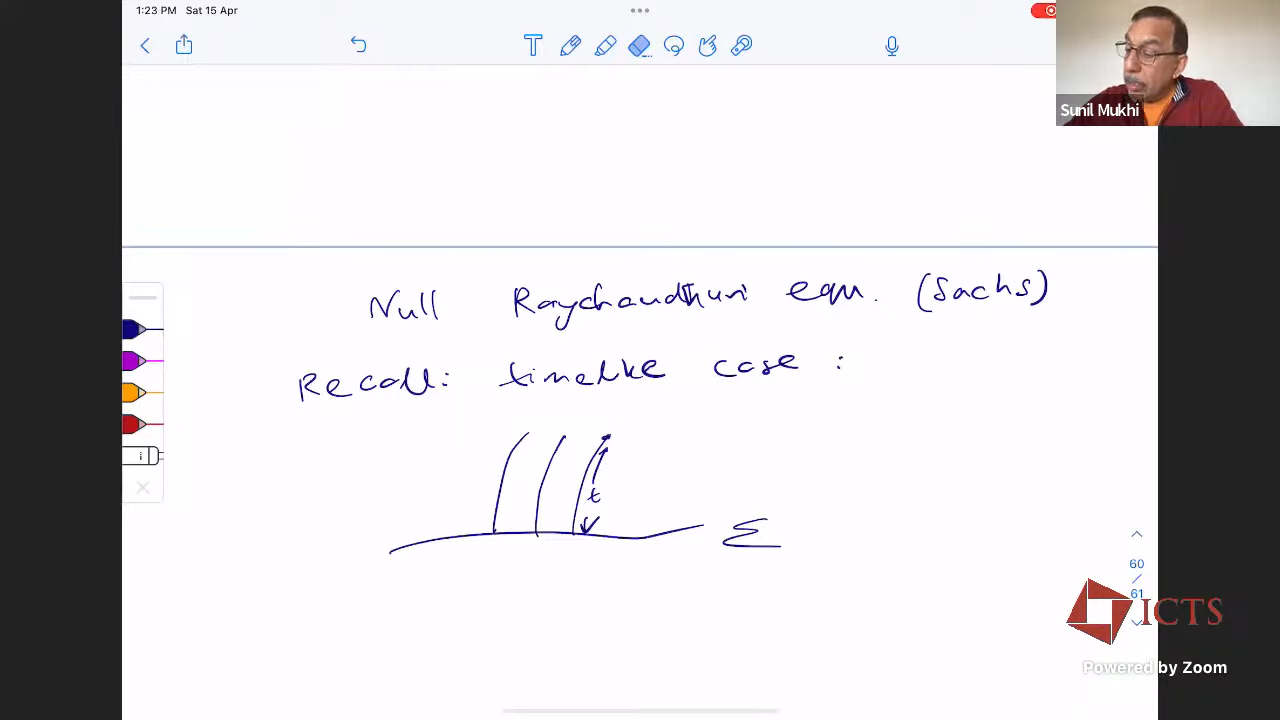 1:23 PM Sat 15 Apr
T
Sunil Mukhi
Null Raychaudhuri eqn. (Sachs)
Recall: timelike case :
t
Σ
60
/
61
ICTS
Powered by Zoom